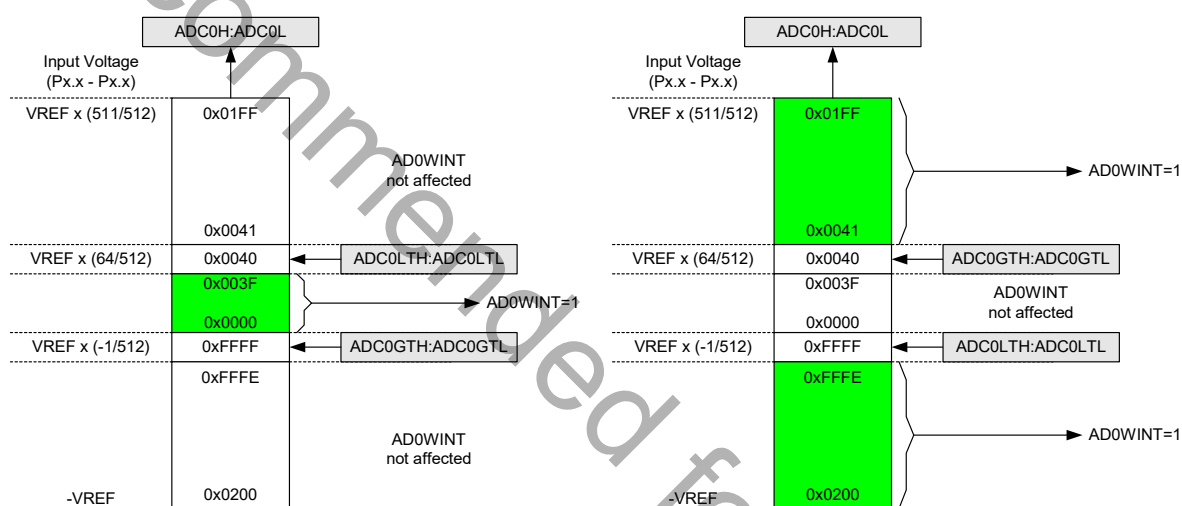 ADC0H:ADC0L
Input Voltage
(Px.x - Px.x)
VREF x (511/512)
0x01FF
AD0WINT
not affected
0x0041
VREF x (64/512)
0x0040
ADC0LTH:ADC0LTL
0x003F
AD0WINT=1
0x0000
VREF x (-1/512)
0xFFFF
ADC0GTH:ADC0GTL
0xFFFE
AD0WINT
not affected
-VREF
0x0200
ADC0H:ADC0L
Input Voltage
(Px.x - Px.x)
VREF x (511/512)
0x01FF
AD0WINT=1
0x0041
VREF x (64/512)
0x0040
ADC0GTH:ADC0GTL
0x003F
AD0WINT
not affected
0x0000
VREF x (-1/512)
0xFFFF
ADC0LTH:ADC0LTL
0xFFFE
AD0WINT=1
-VREF
0x0200